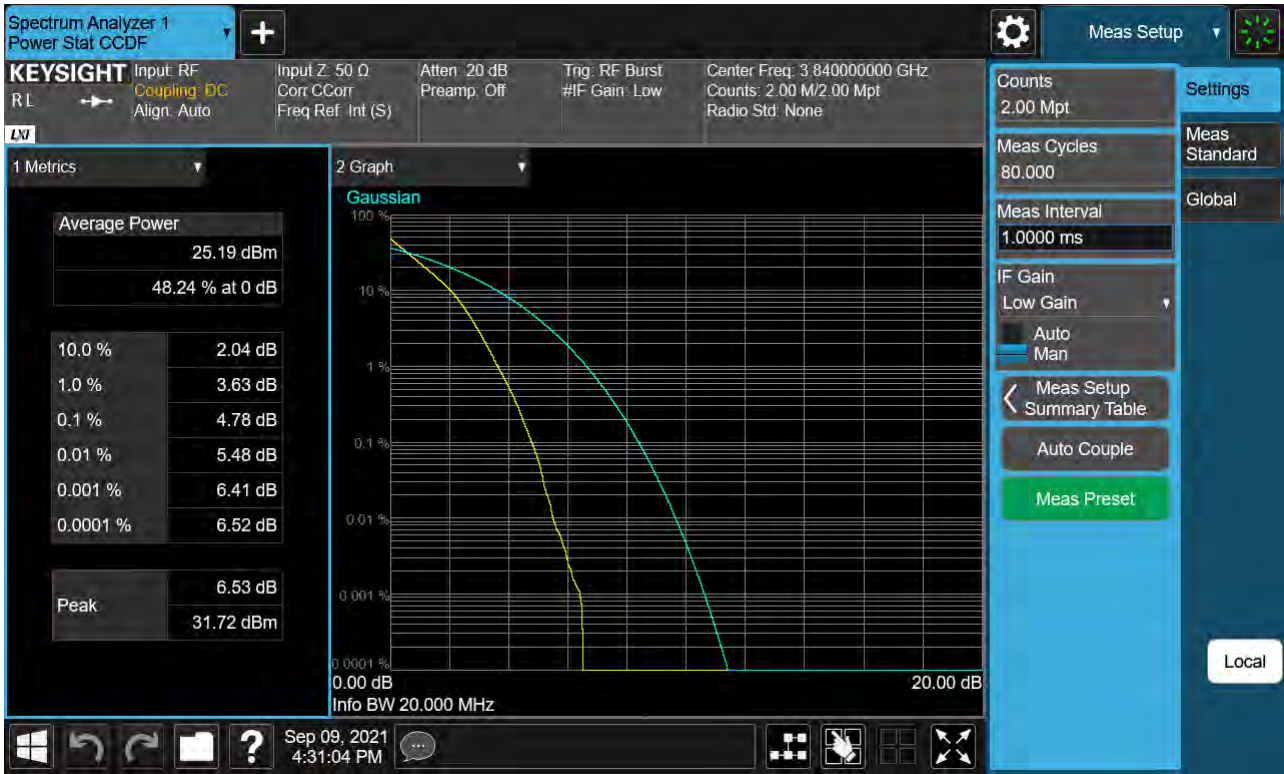 Spectrum Analyzer 1
Power Stat CCDF
Meas Setup
KEYSIGHT
RL
LXI
Input: RF
Coupling: DC
Align: Auto
Input Z: 50 Ω
Corr CCorr
Freq Ref: Int (S)
Atten: 20 dB
Preamp: Off
Trig: RF Burst
#IF Gain: Low
Center Freq: 3.840000000 GHz
Counts: 2.00 M/2.00 Mpt
Radio Std: None
1 Metrics
Average Power
25.19 dBm
48.24 % at 0 dB
10.0 % 2.04 dB
1.0 % 3.63 dB
0.1 % 4.78 dB
0.01 % 5.48 dB
0.001 % 6.41 dB
0.0001 % 6.52 dB
Peak
6.53 dB
31.72 dBm
2 Graph
Gaussian
100 %
10 %
1 %
0.1 %
0.01 %
0.001 %
0.0001 %
0.00 dB
20.00 dB
Info BW 20.000 MHz
Counts
2.00 Mpt
Meas Cycles
80.000
Meas Interval
1.0000 ms
IF Gain
Low Gain
Auto
Man
Meas Setup
Summary Table
Auto Couple
Meas Preset
Settings
Meas
Standard
Global
Local
?
Sep 09, 2021
4:31:04 PM